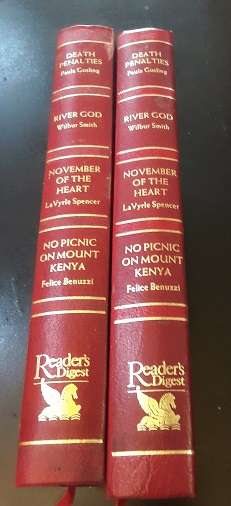 DEATH
PENALTIES
Paula Gosling
RIVER GOD
Wilbur Smith
NOVEMBER
OF THE
HEART
LaVyrle Spencer
NO PICNIC
ON MOUNT
KENYA
Felice Benuzzi
Reader's
Digest
DEATH
PENALTIES
Paula Gosling
RIVER GOD
Wilbur Smith
NOVEMBER
OF THE
HEART
LaVyrle Spencer
NO PICNIC
ON MOUNT
KENYA
Felice Benuzzi
Reader's
Digest